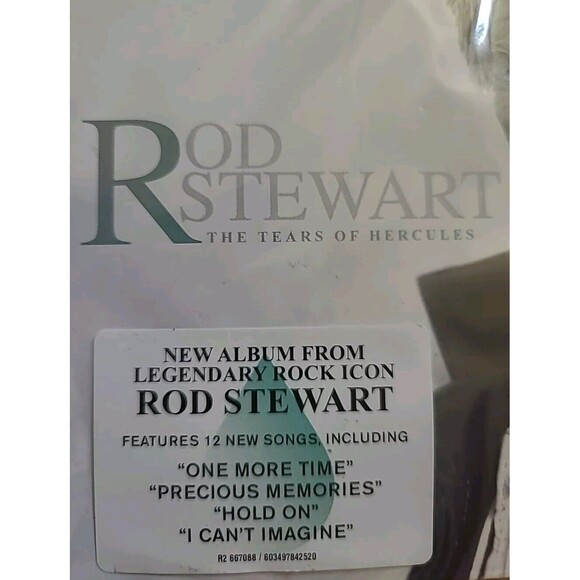 ROD
STEWART
THE TEARS OF HERCULES
NEW ALBUM FROM
LEGENDARY ROCK ICON
ROD STEWART
FEATURES 12 NEW SONGS, INCLUDING
"ONE MORE TIME"
"PRECIOUS MEMORIES"
"HOLD ON"
"I CAN'T IMAGINE"
R2 667088 / 603497842520